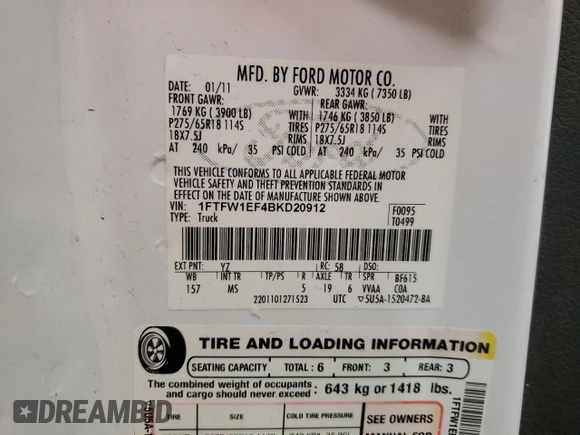 MFD. BY FORD MOTOR CO.
DATE: 01/11 GVWR: 3334 KG (7350 LB)
FRONT GAWR: REAR GAWR:
1769 KG (3900 LB) WITH 1746 KG (3850 LB) WITH
P275/65R18 114S TIRES P275/65R18 114S TIRES
18X7.5J RIMS 18X7.5J RIMS
AT 240 kPa/ 35 PSI COLD AT 240 kPa/ 35 PSI COLD
THIS VEHICLE CONFORMS TO ALL APPLICABLE FEDERAL MOTOR
VEHICLE SAFETY AND THEFT PREVENTION STANDARDS IN
EFFECT ON THE DATE OF MANUFACTURE SHOWN ABOVE.
VIN: 1FTFW1EF4BKD20912 F0095
TYPE: Truck T0499
EXT PNT: YZ RC: 58 DSO:
WB INT TR TP/PS R AXLE TR SPR BF615
157 MS 5 19 6 VVAA COA
2201101271523 UTC 5U5A-1520472-BA
TIRE AND LOADING INFORMATION
SEATING CAPACITY TOTAL: 6 FRONT: 3 REAR: 3
The combined weight of occupants
and cargo should never exceed: 643 kg or 1418 lbs.
TIRE SIZE COLD TIRE PRESSURE SEE OWNERS
MANUAL FOR
DREAMBID